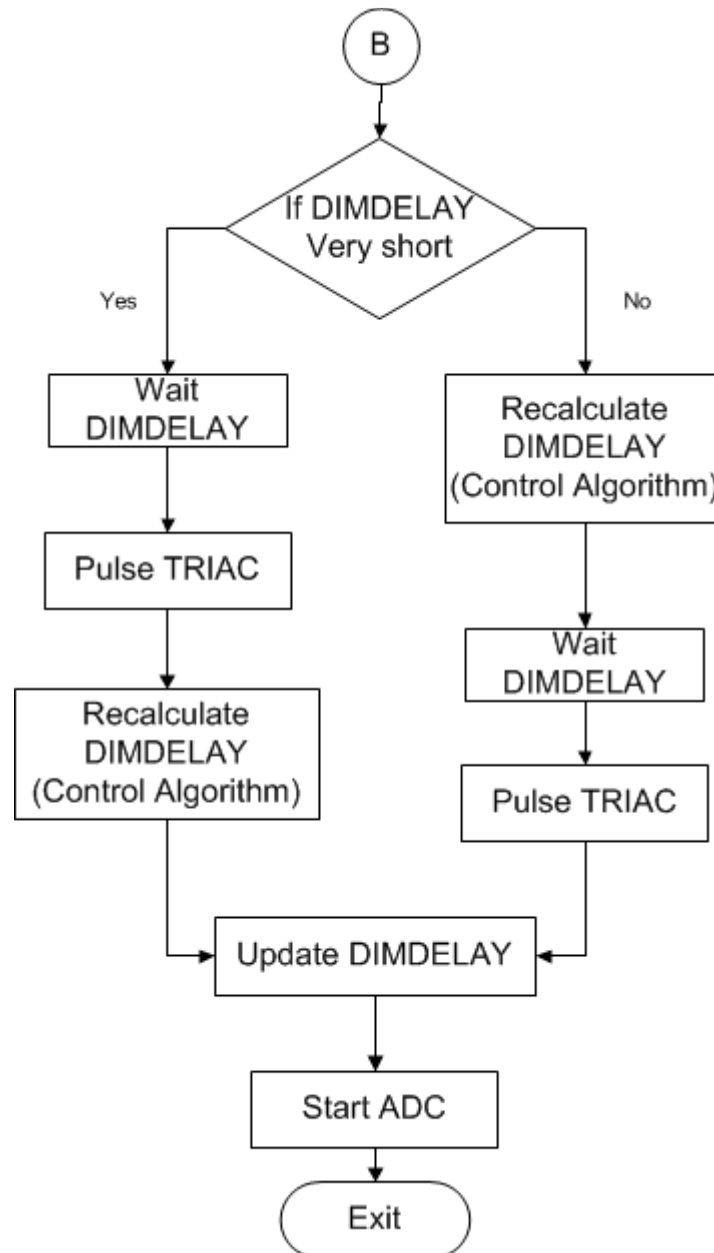 B
If DIMDELAY
Very short
Yes
No
Wait
DIMDELAY
Pulse TRIAC
Recalculate
DIMDELAY
(Control Algorithm)
Recalculate
DIMDELAY
(Control Algorithm)
Wait
DIMDELAY
Pulse TRIAC
Update DIMDELAY
Start ADC
Exit